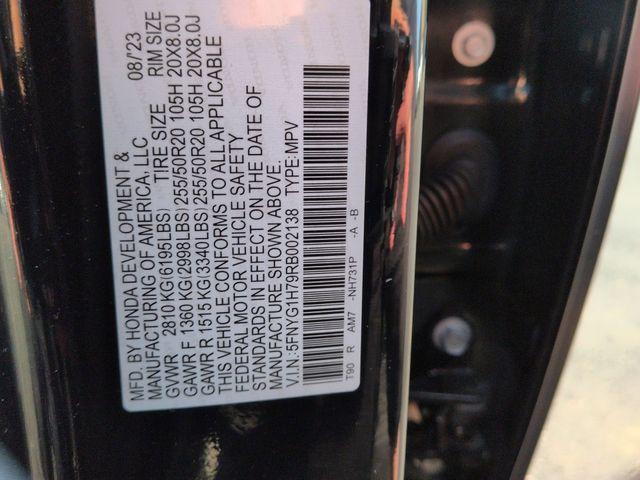 MFD. BY HONDA DEVELOPMENT & 08/'23
MANUFACTURING OF AMERICA, LLC
GVWR 2810 KG(6195LBS) TIRE SIZE RIM SIZE
GAWR F 1360 KG(2998LBS) 255/50R20 105H 20X8.0J
GAWR R 1515 KG(3340LBS) 255/50R20 105H 20X8.0J
THIS VEHICLE CONFORMS TO ALL APPLICABLE
FEDERAL MOTOR VEHICLE SAFETY
STANDARDS IN EFFECT ON THE DATE OF
MANUFACTURE SHOWN ABOVE.
V.I.N.:5FNYG1H79RB002138 TYPE:MPV
T90 R AM7 -NH731P -A -B